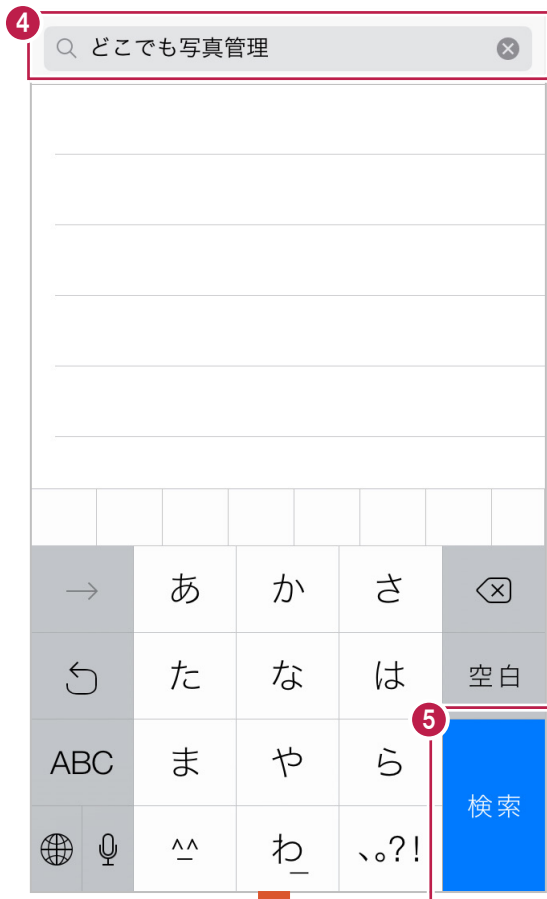 4
どこでも写真管理
→ あ か さ
た な は 空白
5
ABC ま や ら 検索
^_^ わ_ 、。?!